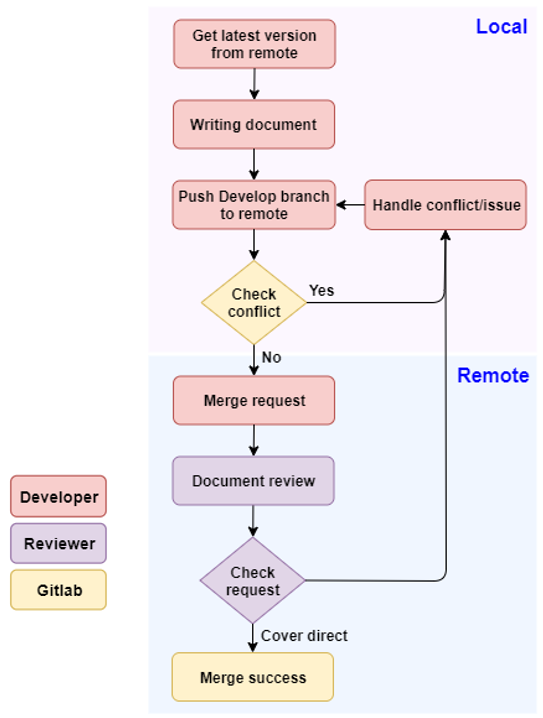 Local
Get latest version
from remote
Writing document
Push Develop branch
to remote
Handle conflict/issue
Check
conflict
Yes
No
Remote
Merge request
Document review
Check
request
Cover direct
Merge success
Developer
Reviewer
Gitlab